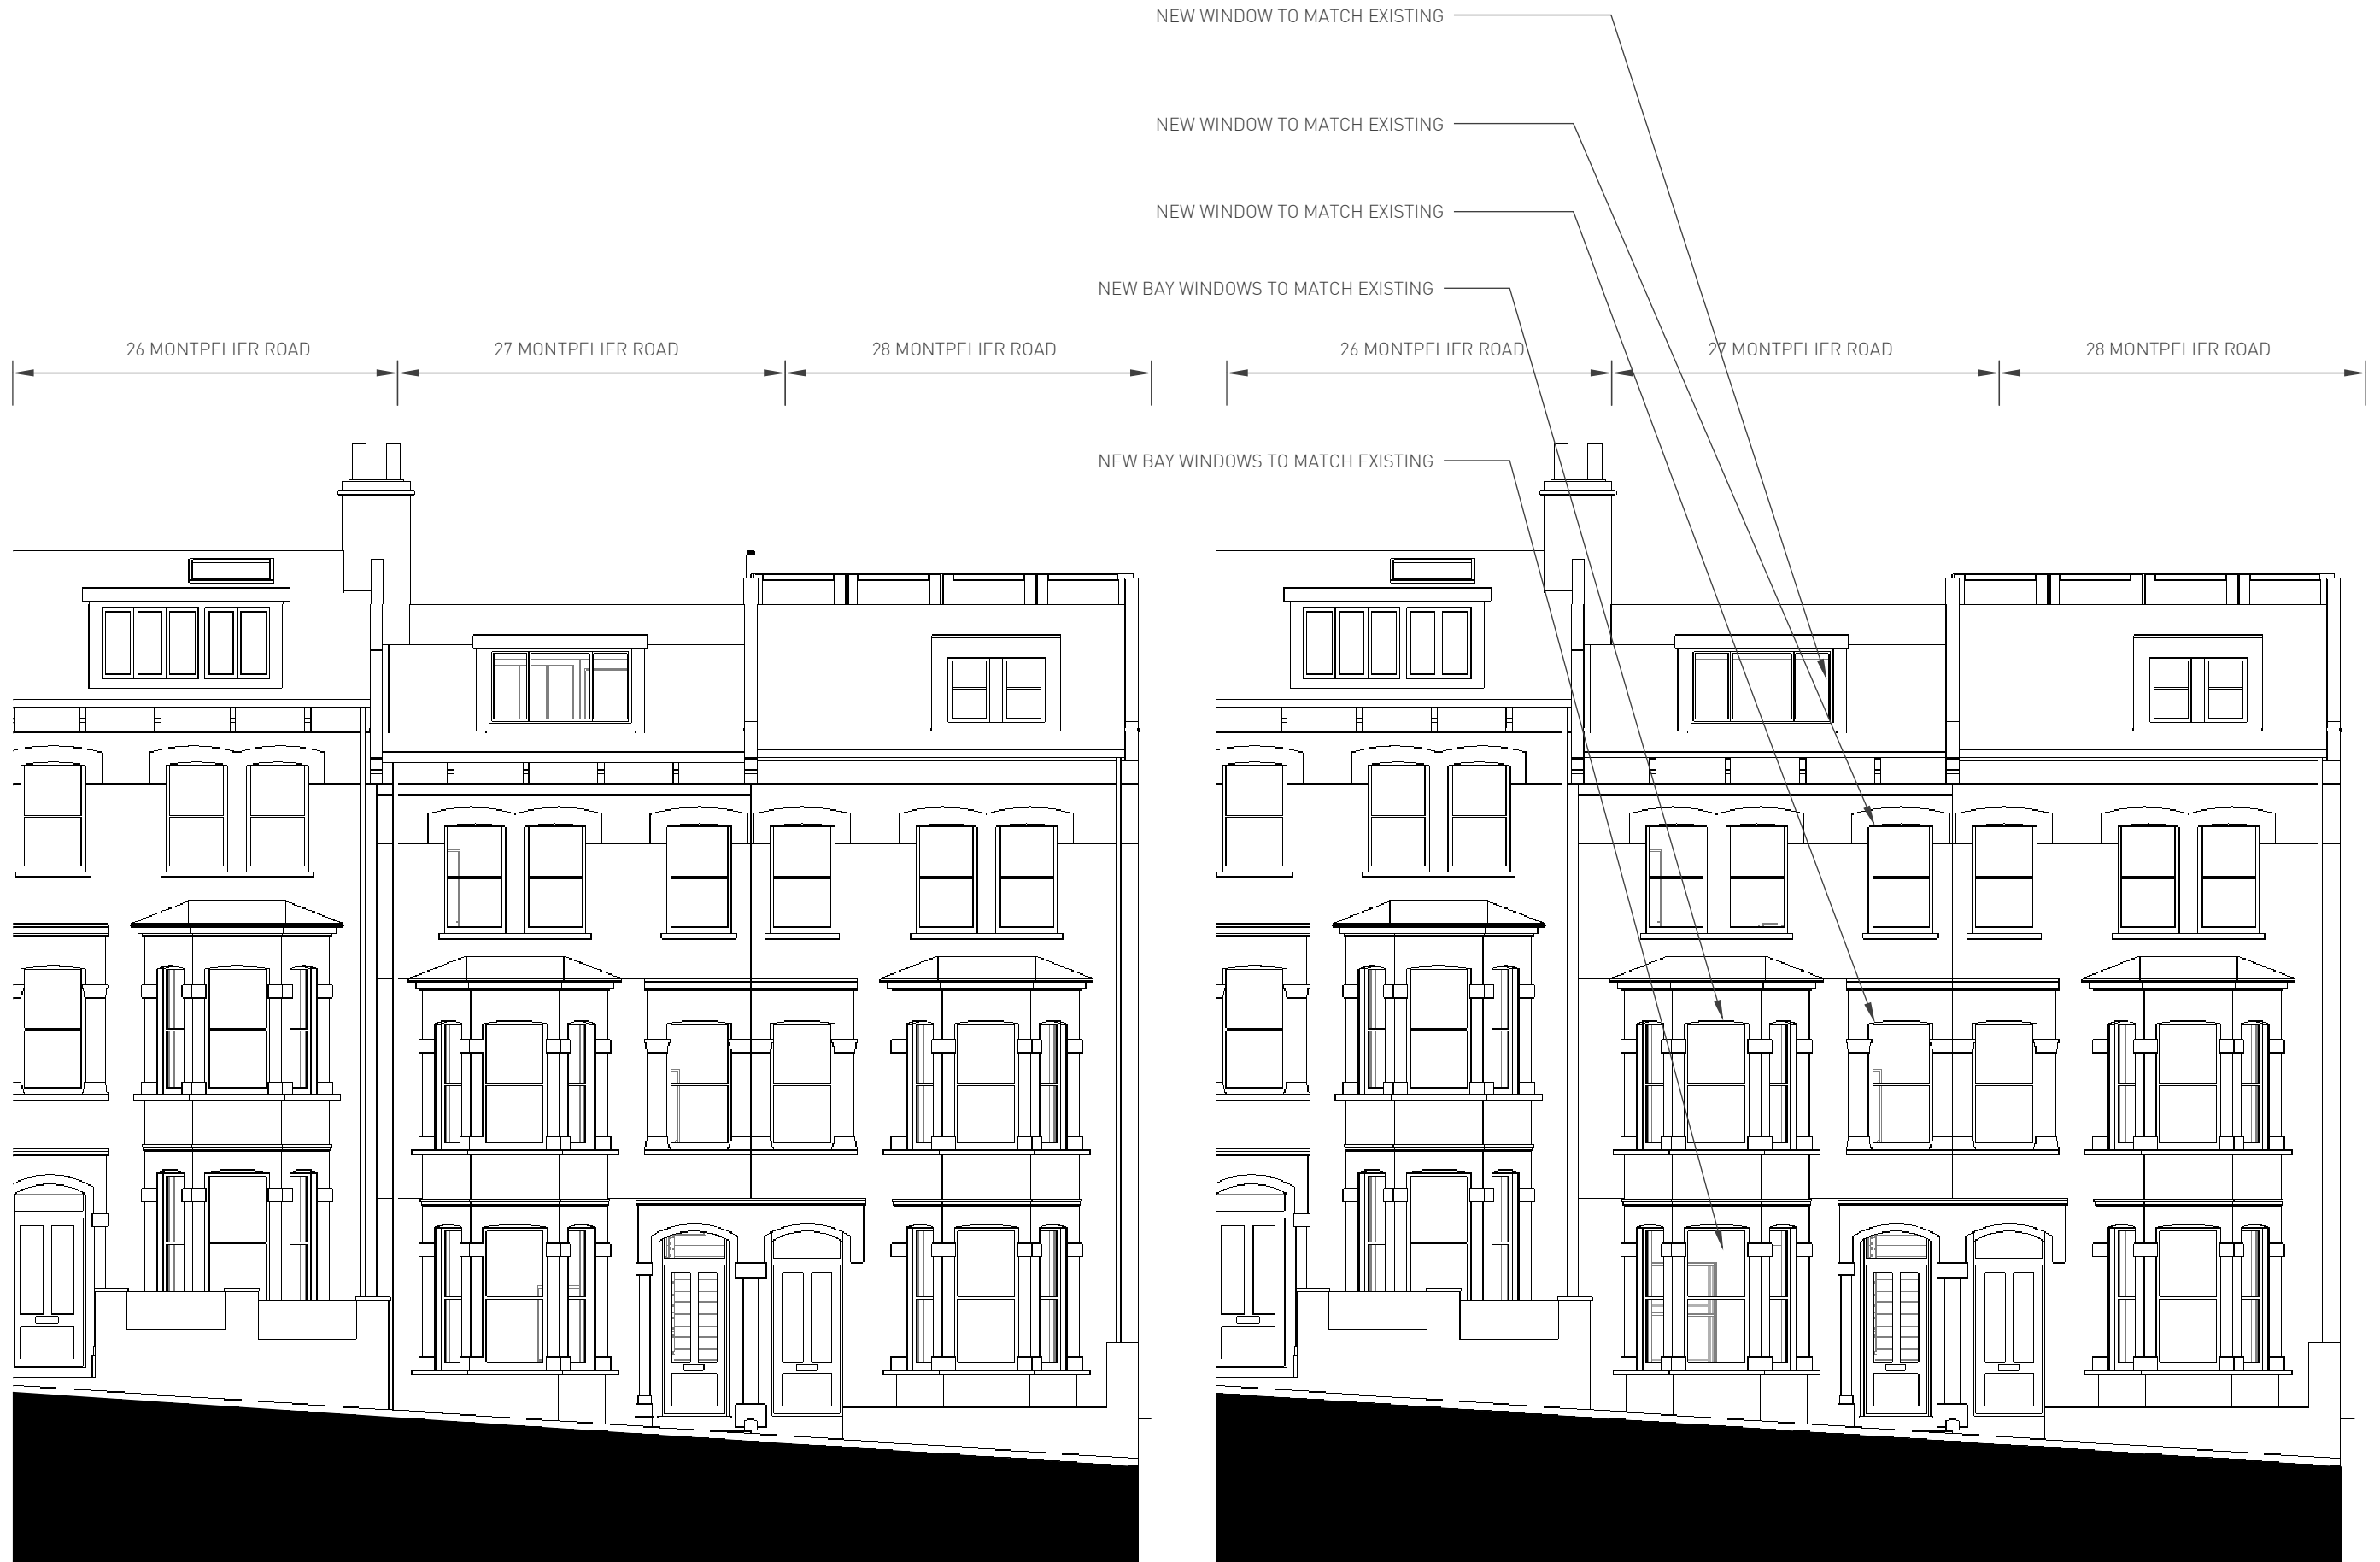 NEW WINDOW TO MATCH EXISTING
NEW WINDOW TO MATCH EXISTING
NEW WINDOW TO MATCH EXISTING
NEW BAY WINDOWS TO MATCH EXISTING
26 MONTPELIER ROAD
27 MONTPELIER ROAD
28 MONTPELIER ROAD
26 MONTPELIER ROAD
27 MONTPELIER ROAD
28 MONTPELIER ROAD
NEW BAY WINDOWS TO MATCH EXISTING